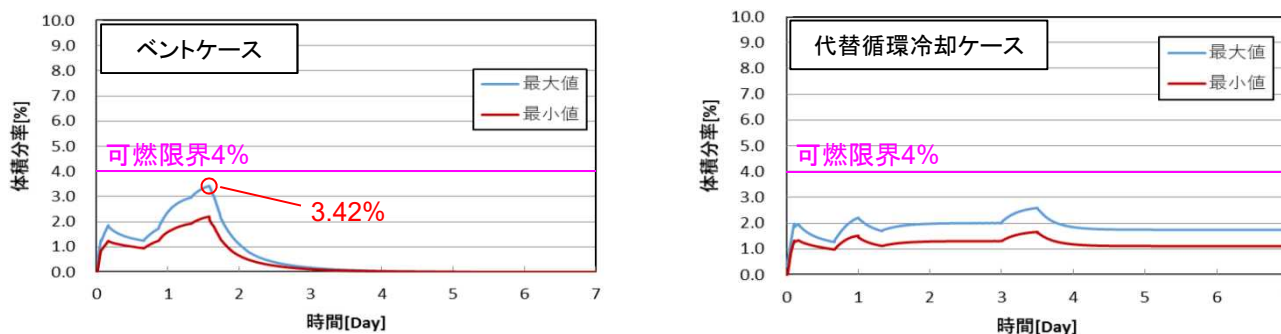 ベントケース
10.0
9.0
8.0
7.0
6.0
5.0
4.0
3.0
2.0
1.0
0.0
体積分率[%]
最大値
最小値
可燃限界4%
3.42%
0 1 2 3 4 5 6 7
時間[Day]
代替循環冷却ケース
10.0
9.0
8.0
7.0
6.0
5.0
4.0
3.0
2.0
1.0
0.0
体積分率[%]
最大値
最小値
可燃限界4%
0 1 2 3 4 5 6
時間[Day]